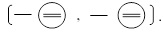 (— ⊜ , — ⊜).